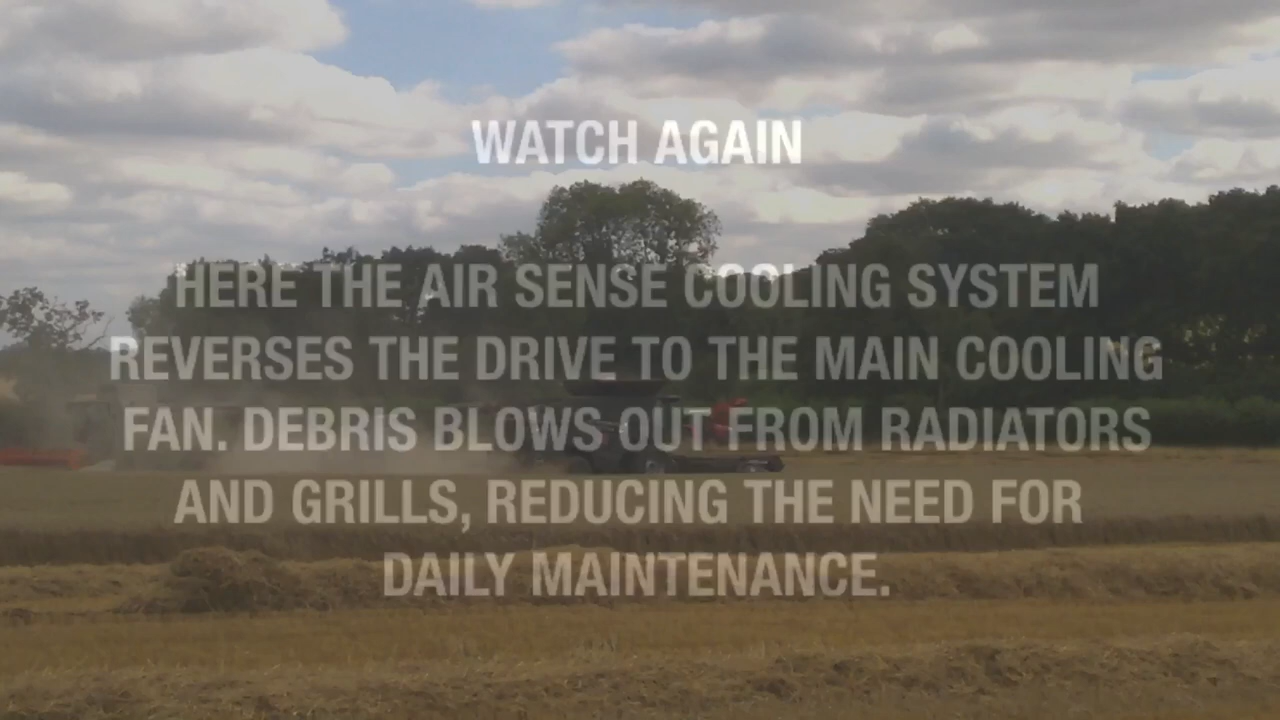 WATCH AGAIN
HERE THE AIR SENSE COOLING SYSTEM
REVERSES THE DRIVE TO THE MAIN COOLING
FAN. DEBRIS BLOWS OUT FROM RADIATORS
AND GRILLS, REDUCING THE NEED FOR
DAILY MAINTENANCE.